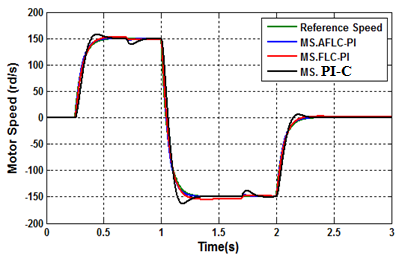 200
150
100
50
0
-50
-100
-150
-200
Motor Speed (rd/s)
Reference Speed
MS.AFLC-PI
MS.FLC-PI
MS. PI-C
0 0.5 1 1.5 2 2.5 3
Time(s)